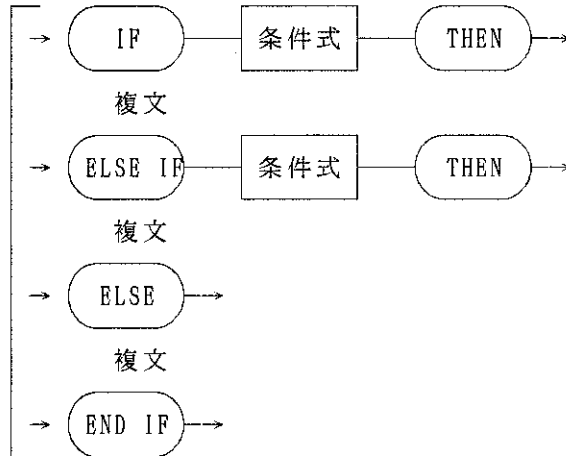 IF 条件式 THEN
複文
ELSE IF 条件式 THEN
複文
ELSE
複文
END IF